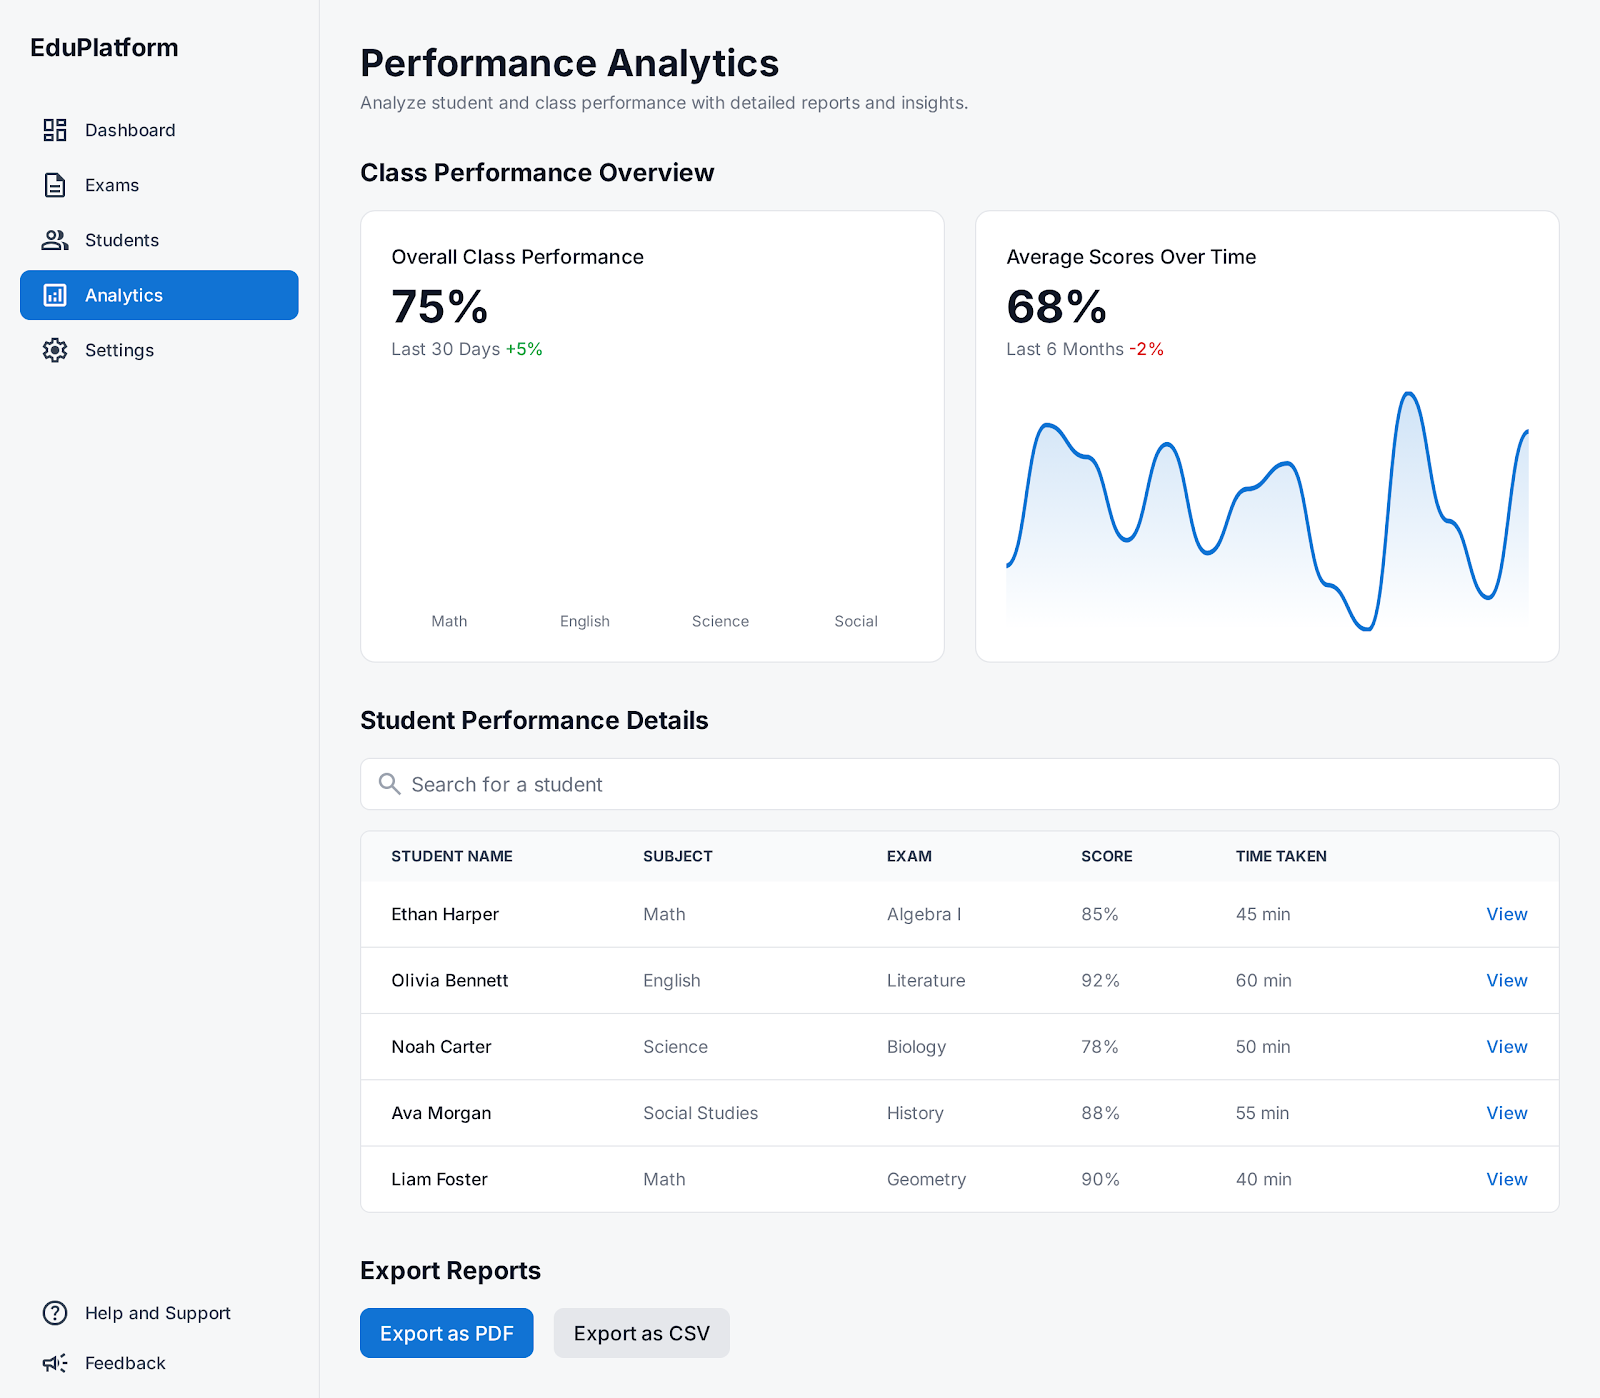 EduPlatform
Dashboard
Exams
Students
Analytics
Settings
Help and Support
Feedback
Performance Analytics
Analyze student and class performance with detailed reports and insights.
Class Performance Overview
Overall Class Performance
75%
Last 30 Days +5%
Math English Science Social
Average Scores Over Time
68%
Last 6 Months -2%
Student Performance Details
Search for a student
STUDENT NAME SUBJECT EXAM SCORE TIME TAKEN
Ethan Harper Math Algebra I 85% 45 min View
Olivia Bennett English Literature 92% 60 min View
Noah Carter Science Biology 78% 50 min View
Ava Morgan Social Studies History 88% 55 min View
Liam Foster Math Geometry 90% 40 min View
Export Reports
Export as PDF Export as CSV